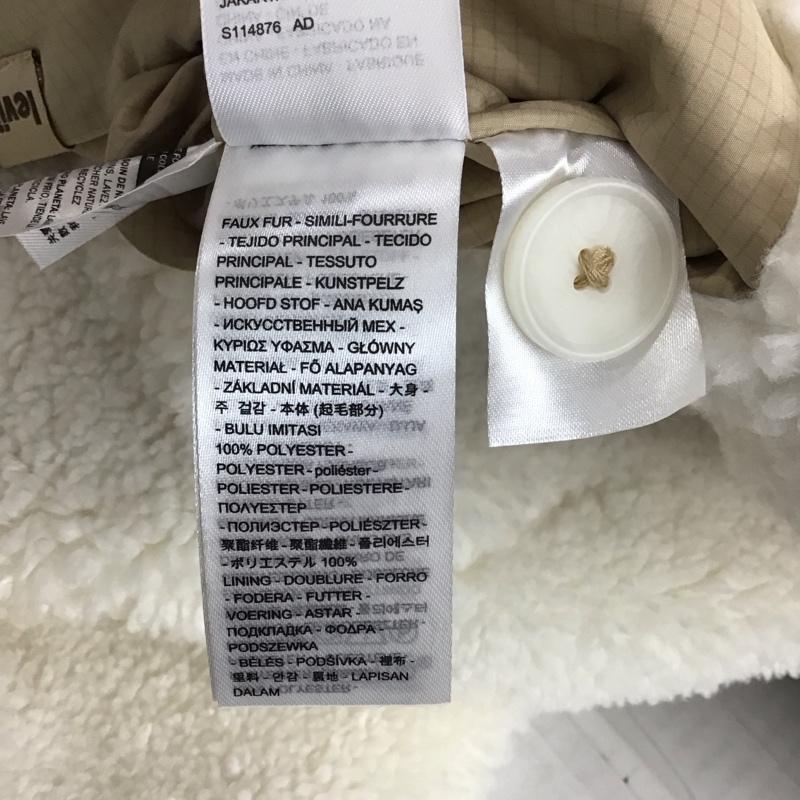 S114876 AD
FAUX FUR - SIMILI-FOURRURE
- TEJIDO PRINCIPAL - TECIDO
PRINCIPAL - TESSUTO
PRINCIPALE - KUNSTPELZ
- HOOFD STOF - ANA KUMAŞ
- ИСКУССТВЕННЫЙ МЕХ -
ΚΥΡΙΩΣ ΥΦΑΣΜΑ - GŁÓWNY
MATERIAŁ - FŐ ALAPANYAG
- ZÁKLADNÍ MATERIÁL - 大身 -
주 겉감 - 本体 (起毛部分)
- BULU IMITASI
100% POLYESTER -
POLYESTER - poliéster -
POLIESTER - POLIESTERE -
ΠΟΛΥΕΣΤΕΡ
- ПОЛИЭСТЕР - POLIÉSZTER -
聚酯纤维 - 聚酯纖維 - 폴리에스터
- ポリエステル 100%
LINING - DOUBLURE - FORRO
- FODERA - FUTTER -
VOERING - ASTAR -
ПОДКЛАДКА - ΦΟΔΡΑ -
PODSZEWKA
- BÉLÉS - PODŠÍVKA - 裡布 -
里料 - 안감 - 裏地 - LAPISAN
DALAM